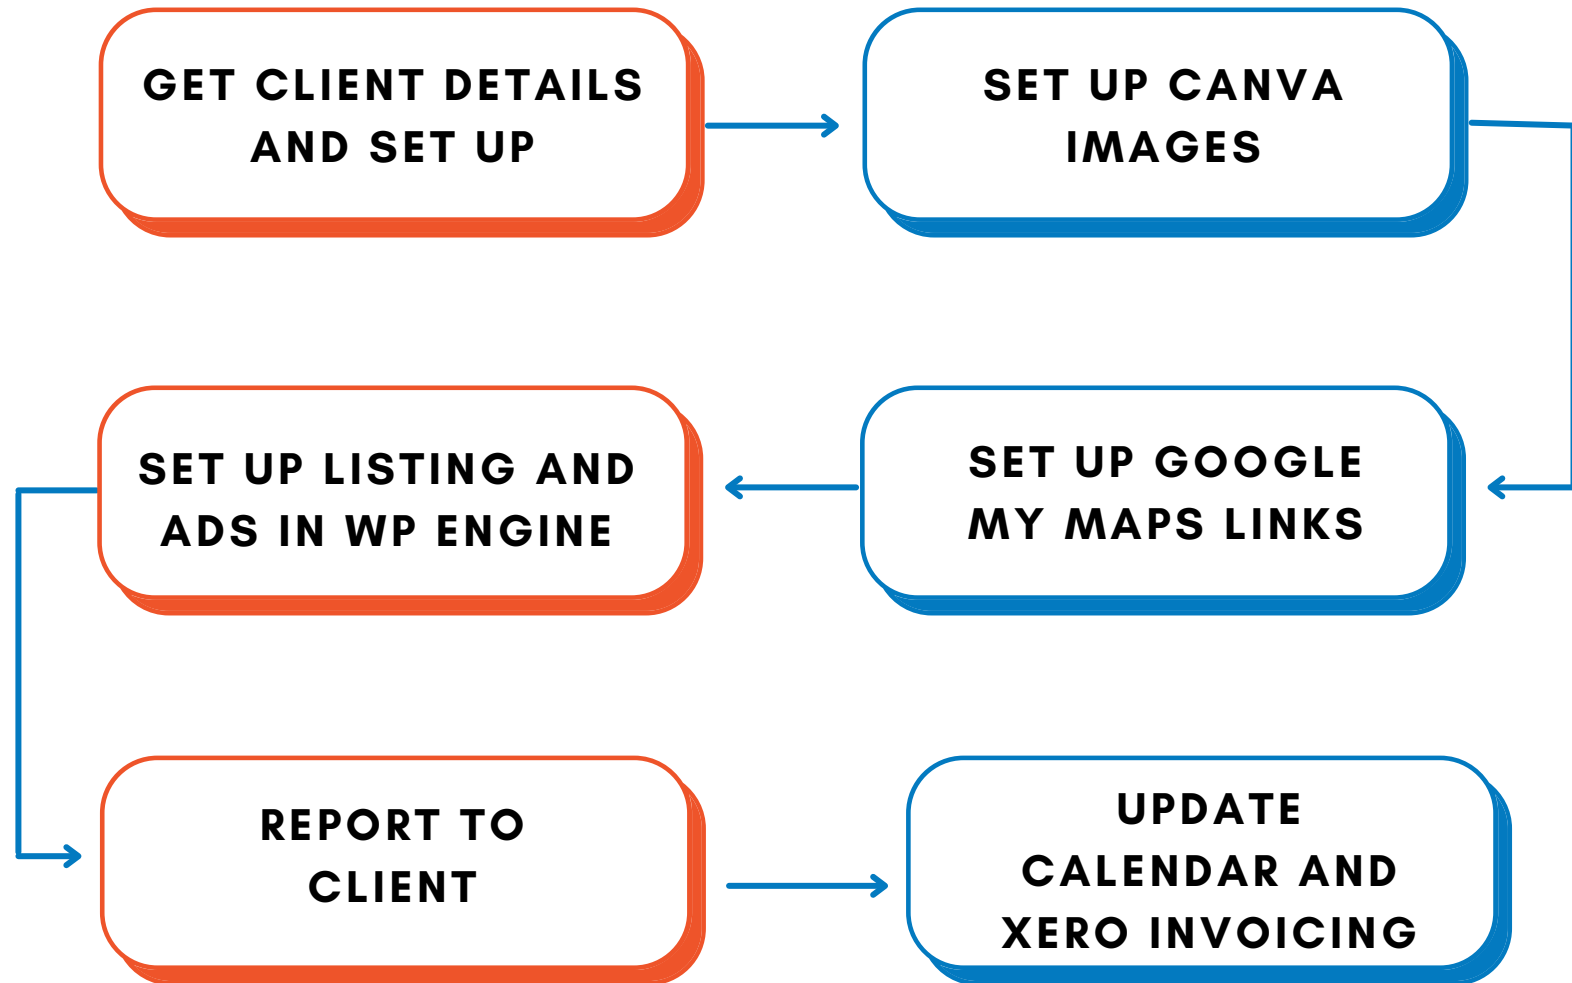 GET CLIENT DETAILS
AND SET UP
SET UP CANVA
IMAGES
SET UP GOOGLE
MY MAPS LINKS
SET UP LISTING AND
ADS IN WP ENGINE
REPORT TO
CLIENT
UPDATE
CALENDAR AND
XERO INVOICING